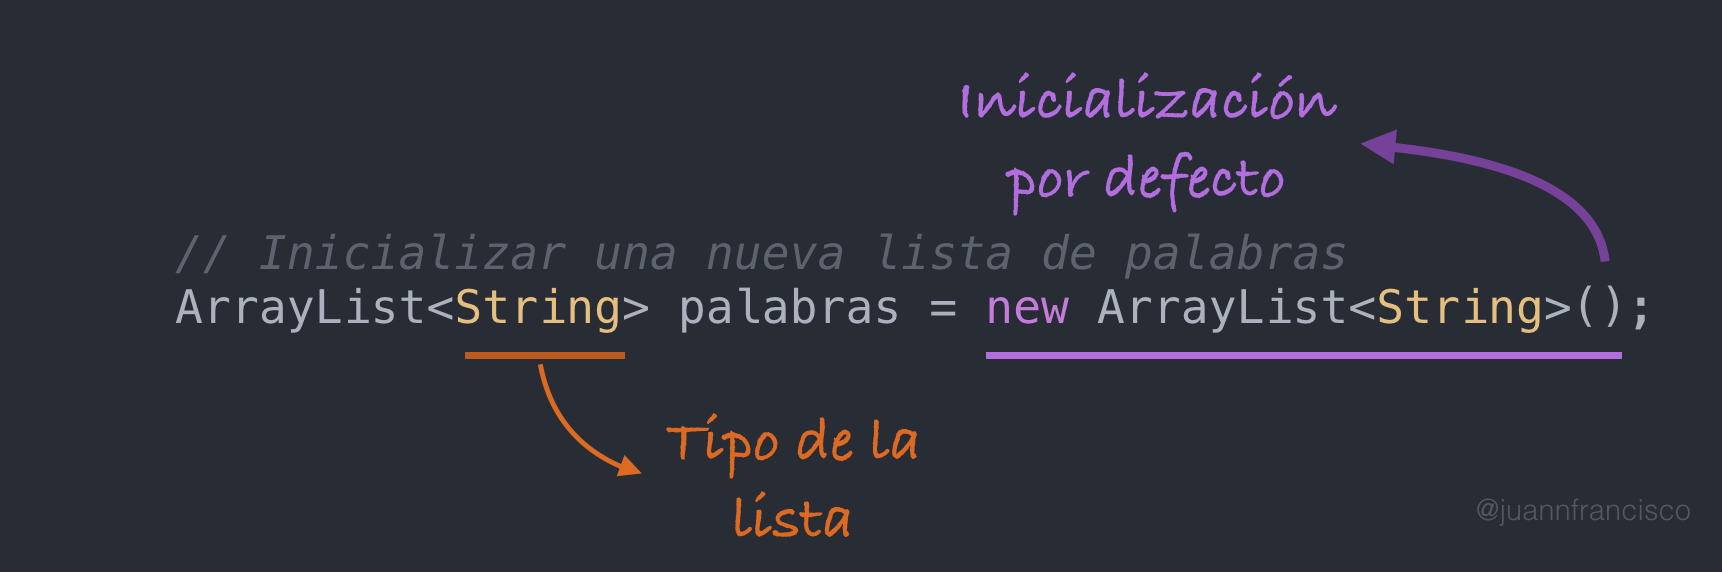 Inicialización
por defecto
// Inicializar una nueva lista de palabras
ArrayList<String> palabras = new ArrayList<String>();
Tipo de la
lista
@juannfrancisco